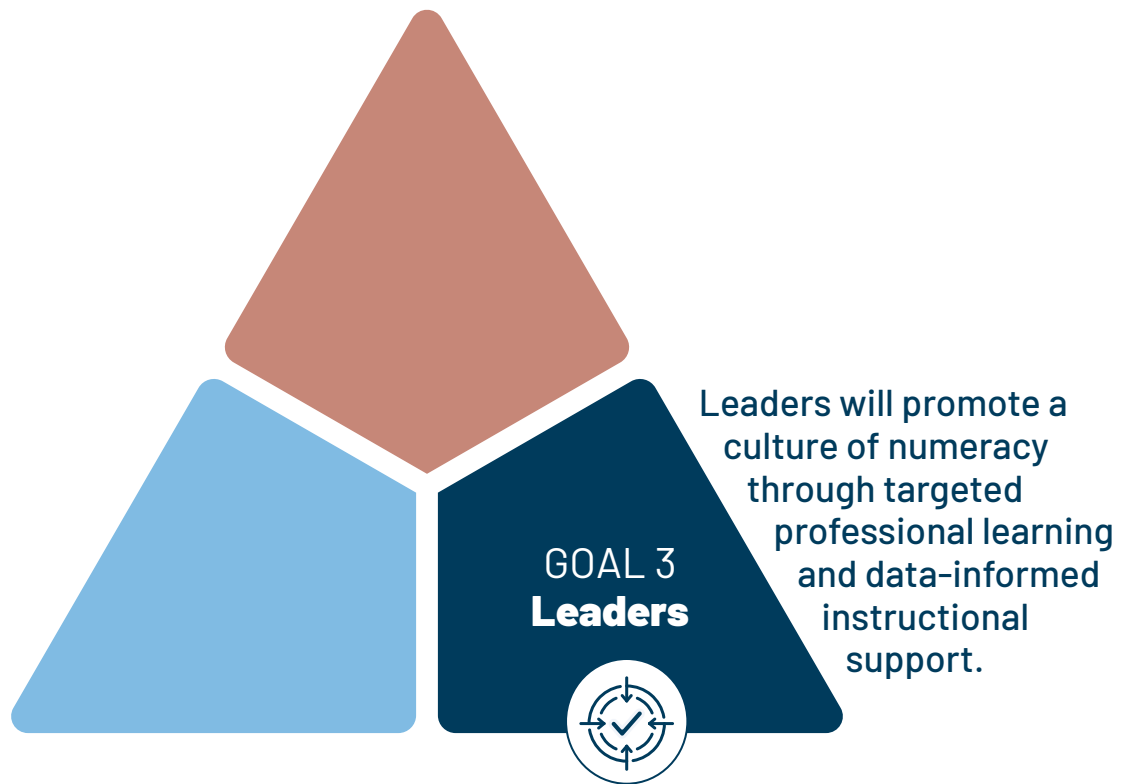 Leaders will promote a
culture of numeracy
through targeted
professional learning
and data-informed
instructional
support.
GOAL 3
Leaders